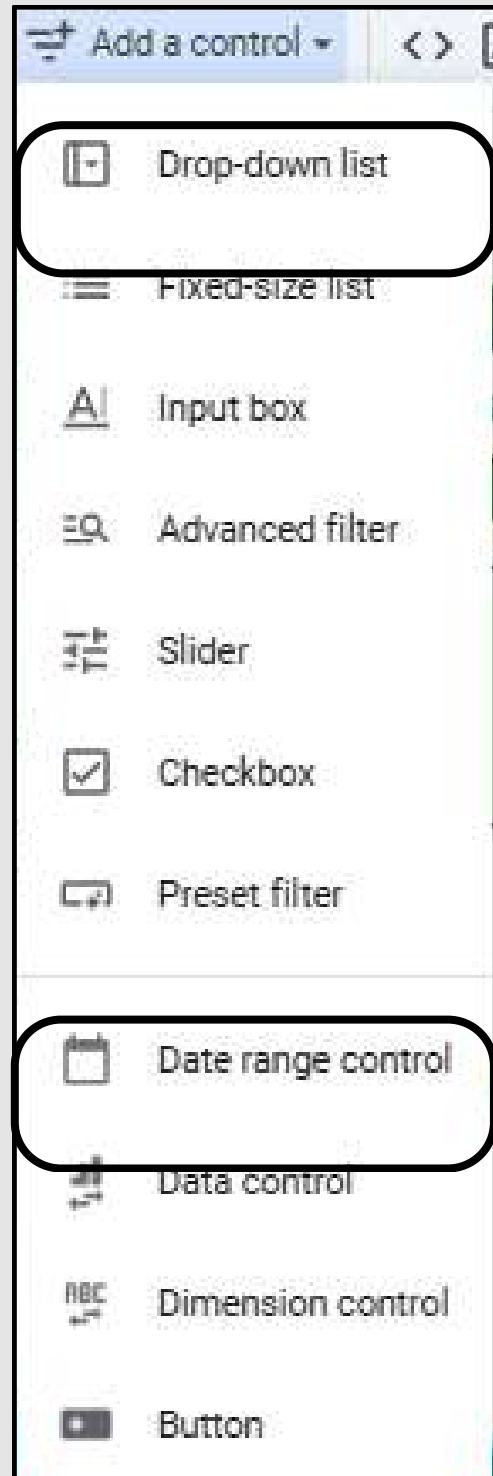 Add a control
Drop-down list
Fixed-size list
Input box
Advanced filter
Slider
Checkbox
Preset filter
Date range control
Data control
Dimension control
Button